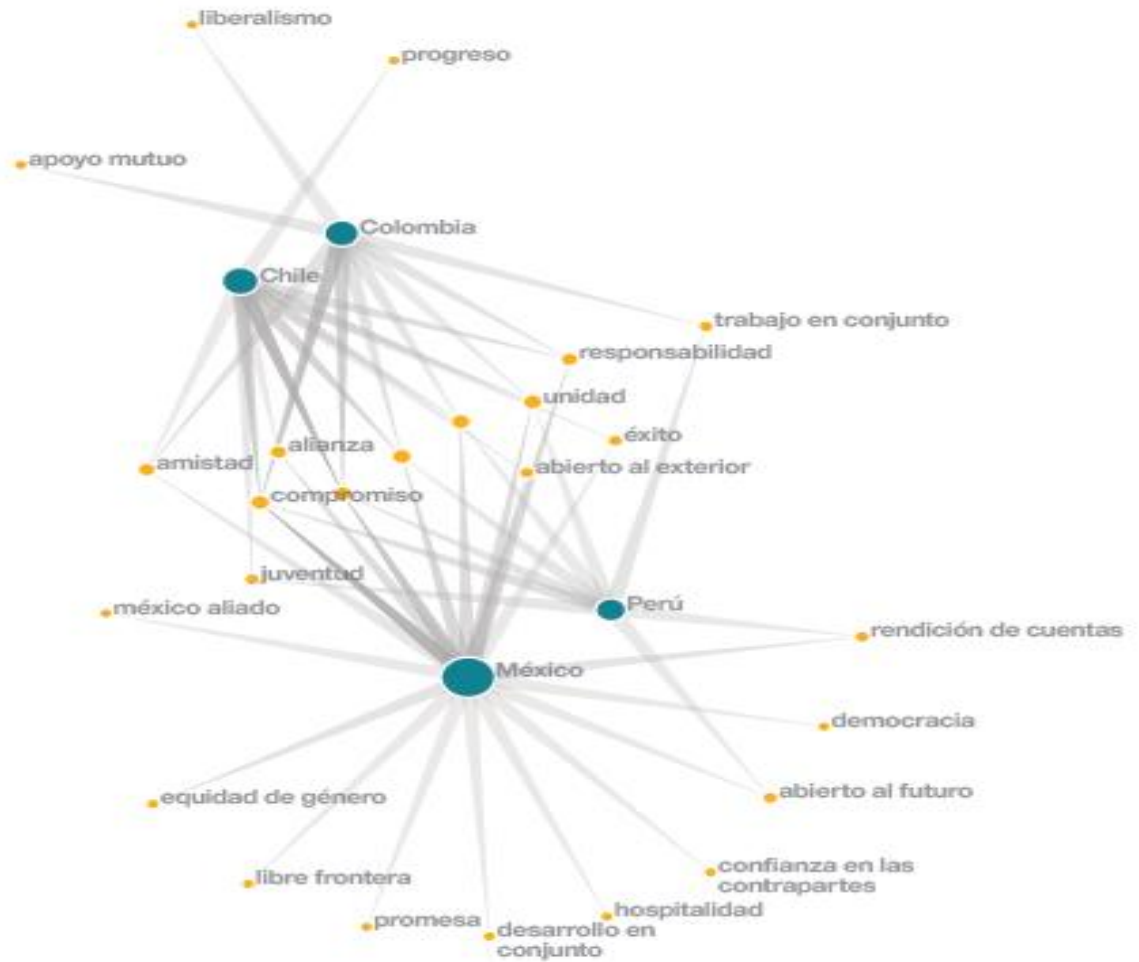 liberalismo
progreso
apoyo mutuo
Colombia
Chile
trabajo en conjunto
responsabilidad
unidad
éxito
alianza
amistad
abierto al exterior
compromiso
juventud
méxico aliado
Perú
rendición de cuentas
México
democracia
equidad de género
abierto al futuro
confianza en las
contrapartes
libre frontera
hospitalidad
promesa
desarrollo en
conjunto